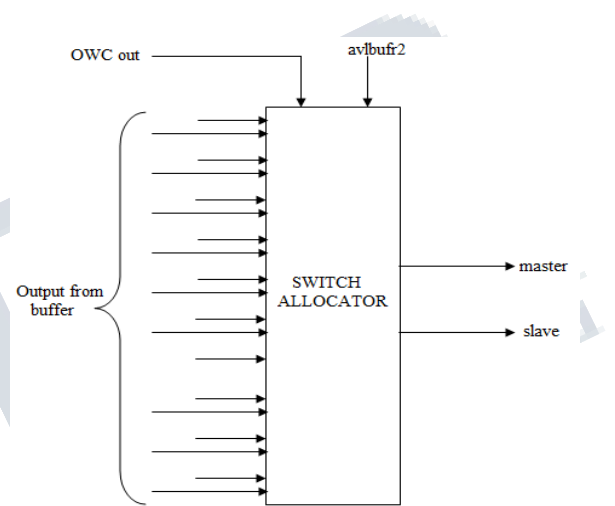 OWC out
avlbufr2
Output from
buffer
SWITCH
ALLOCATOR
master
slave